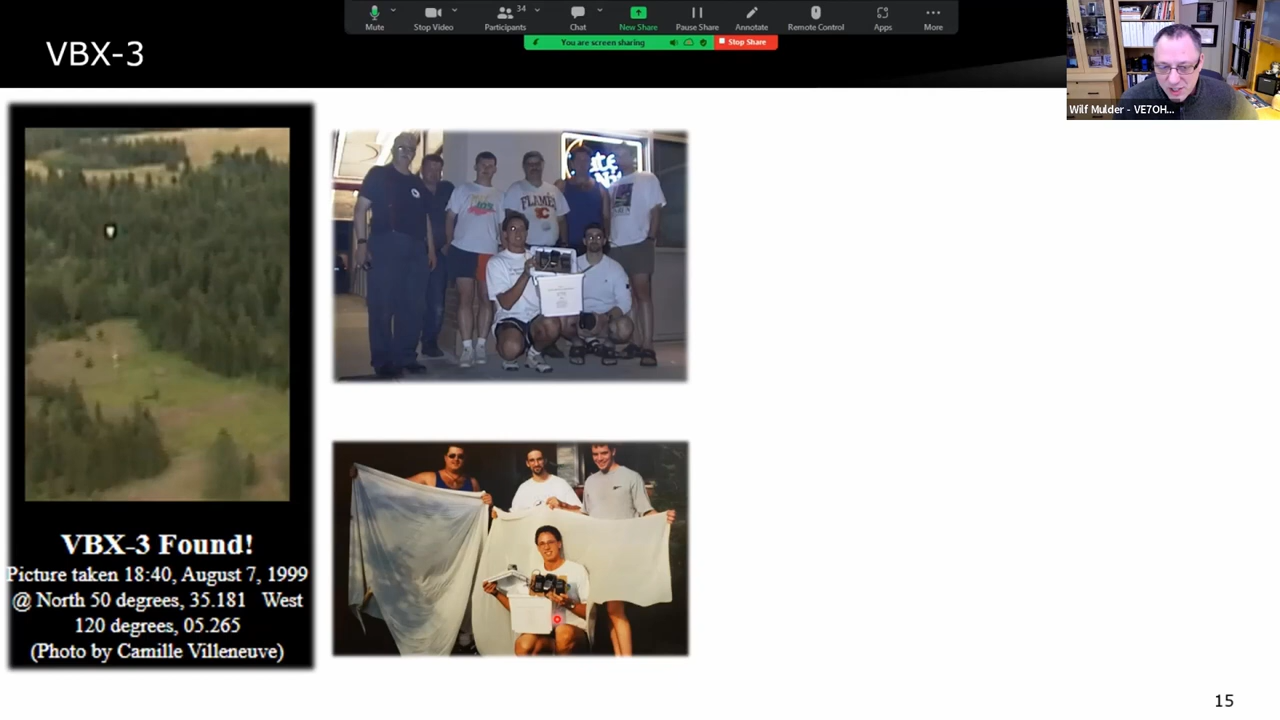 VBX-3
Mute
Stop Video
34
Participants
Chat
New Share
Pause Share
Annotate
Remote Control
Apps
More
You are screen sharing
Stop Share
Wilf Mulder - VE7OH...
FLAMES
C
VBX-3 Found!
Picture taken 18:40, August 7, 1999
@ North 50 degrees, 35.181 West
120 degrees, 05.265
(Photo by Camille Villeneuve)
15